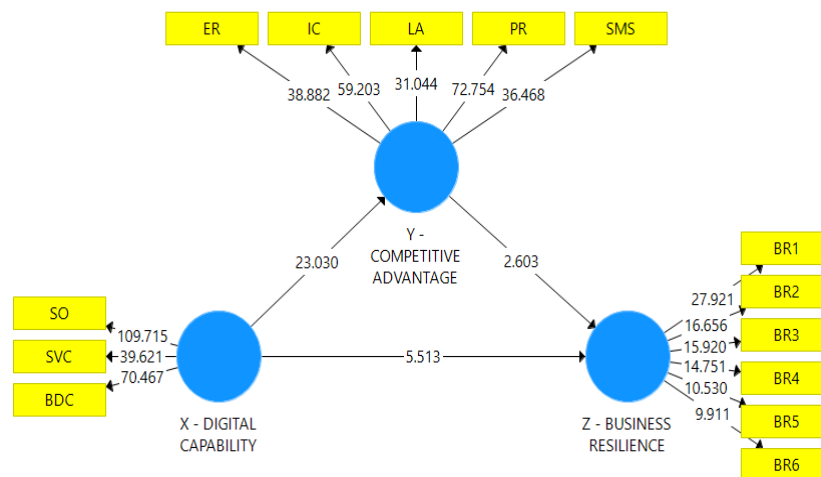 ER IC LA PR SMS
38.882 59.203 31.044 72.754 36.468
Y -
COMPETITIVE
ADVANTAGE
23.030 2.603
BR1
27.921
BR2
16.656
SO
109.715
BR3
15.920
SVC
39.621
5.513
14.751
BR4
70.467
BDC
10.530
9.911
BR5
X - DIGITAL
CAPABILITY
Z - BUSINESS
RESILIENCE
BR6